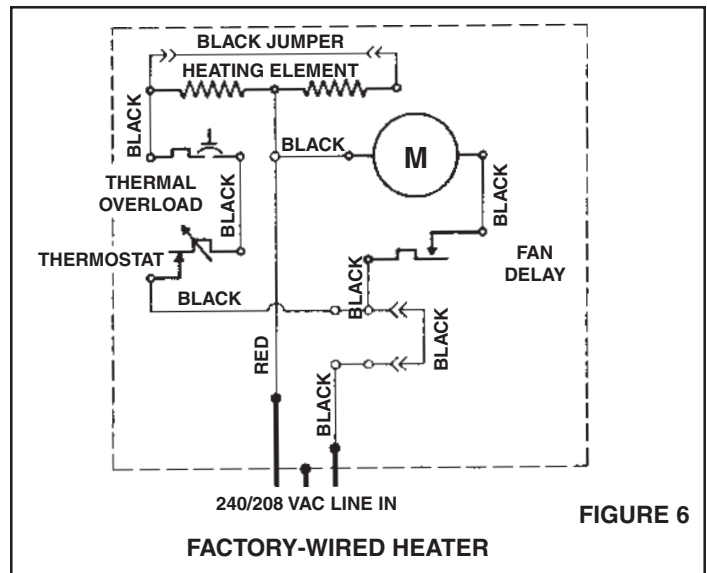 BLACK JUMPER
HEATING ELEMENT
BLACK
BLACK
M
THERMAL
OVERLOAD
BLACK
BLACK
THERMOSTAT
FAN
DELAY
BLACK
BLACK
BLACK
RED
BLACK
240/208 VAC LINE IN
FIGURE 6
FACTORY-WIRED HEATER